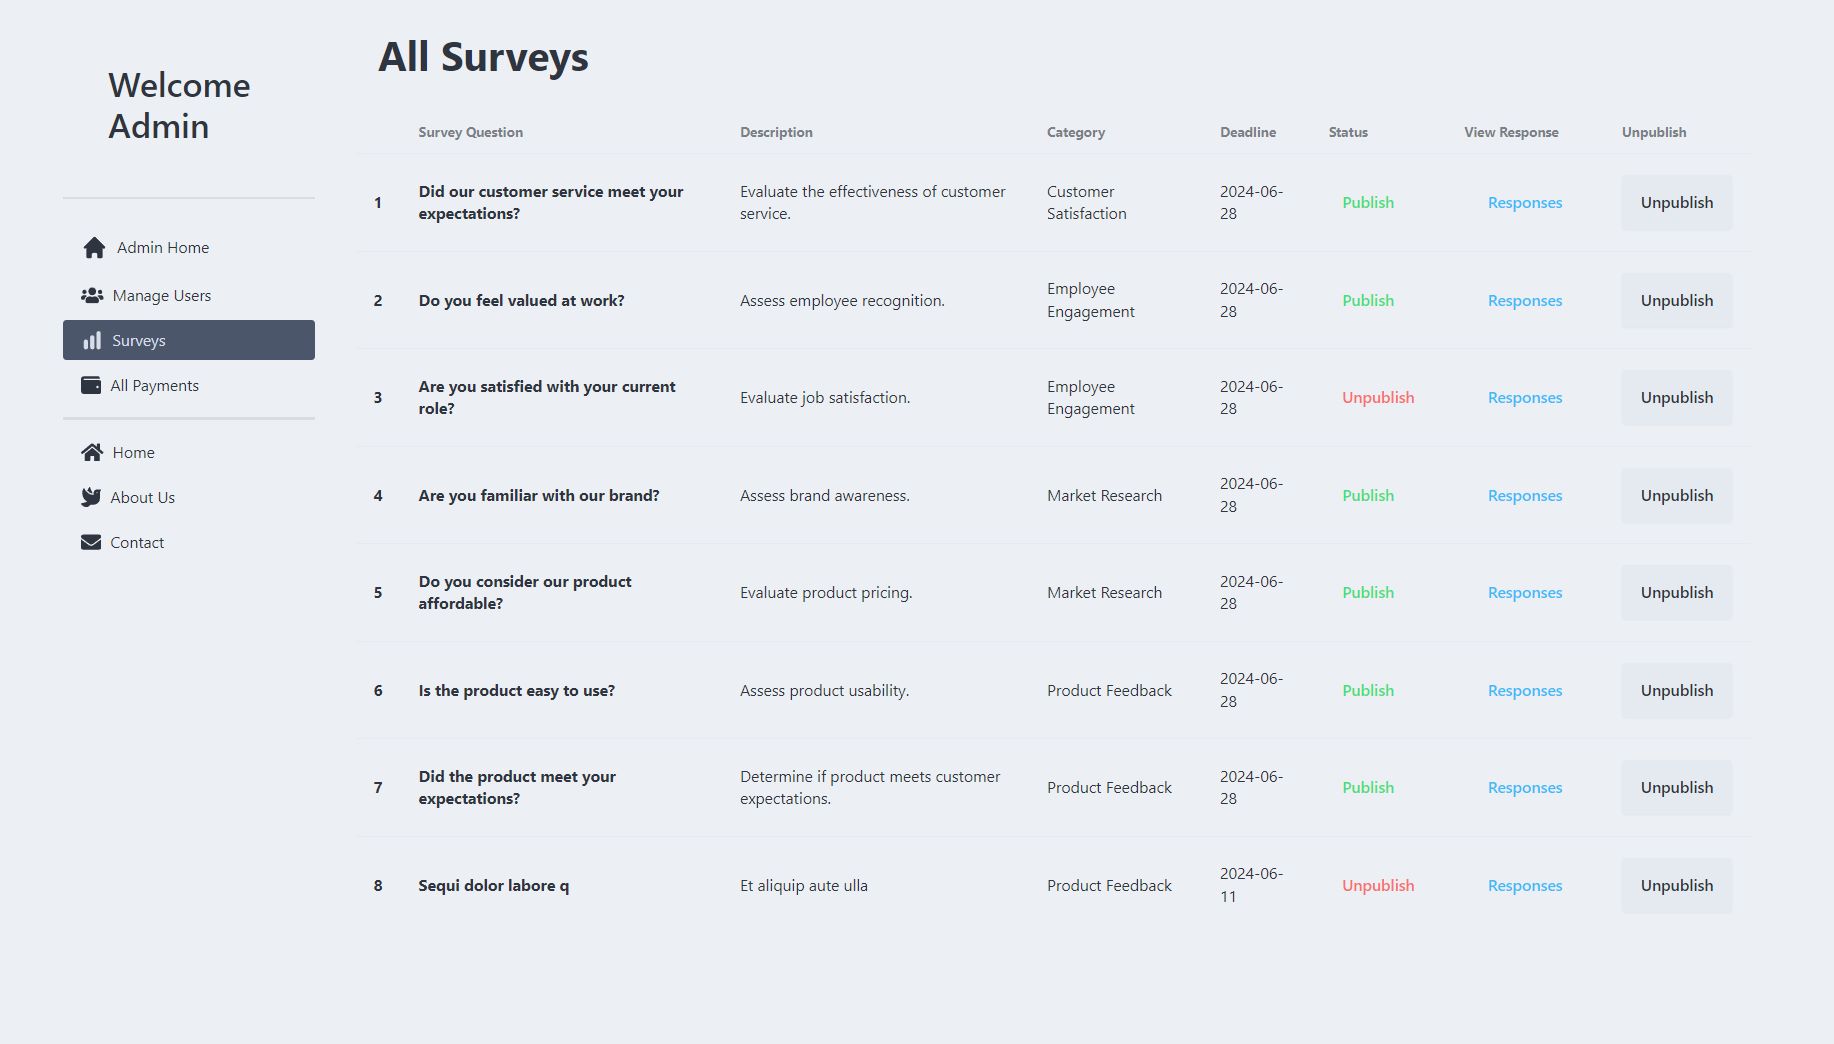 Welcome
Admin
Admin Home
Manage Users
Surveys
All Payments
Home
About Us
Contact
All Surveys
Survey Question Description Category Deadline Status View Response Unpublish
1 Did our customer service meet your expectations? Evaluate the effectiveness of customer service. Customer Satisfaction 2024-06-28 Publish Responses Unpublish
2 Do you feel valued at work? Assess employee recognition. Employee Engagement 2024-06-28 Publish Responses Unpublish
3 Are you satisfied with your current role? Evaluate job satisfaction. Employee Engagement 2024-06-28 Unpublish Responses Unpublish
4 Are you familiar with our brand? Assess brand awareness. Market Research 2024-06-28 Publish Responses Unpublish
5 Do you consider our product affordable? Evaluate product pricing. Market Research 2024-06-28 Publish Responses Unpublish
6 Is the product easy to use? Assess product usability. Product Feedback 2024-06-28 Publish Responses Unpublish
7 Did the product meet your expectations? Determine if product meets customer expectations. Product Feedback 2024-06-28 Publish Responses Unpublish
8 Sequi dolor labore q Et aliquip aute ulla Product Feedback 2024-06-11 Unpublish Responses Unpublish